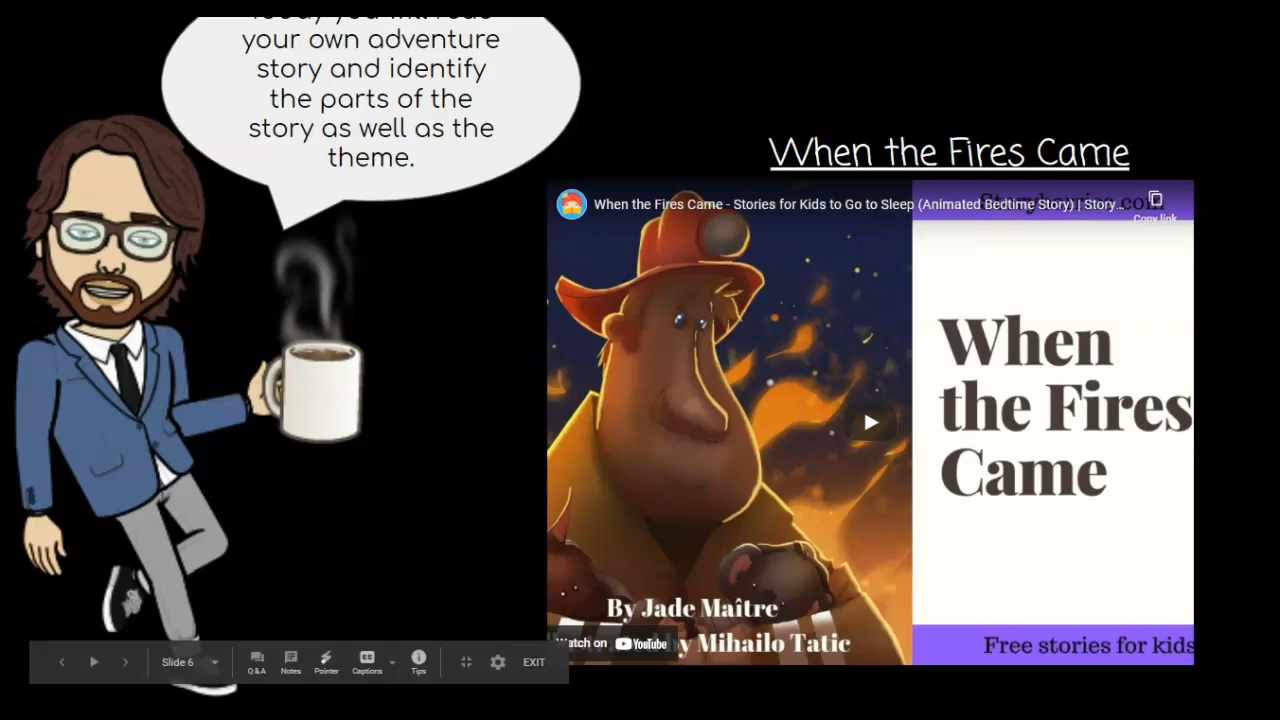 your own adventure
story and identify
the parts of the
story as well as the
theme.
When the Fires Came
When the Fires Came - Stories for Kids to Go to Sleep (Animated Bedtime Story) | Story...
Copy link
When
the Fires
Came
By Jade Maître
Watch on YouTube
y Mihailo Tatic
Free stories for kids
Slide 6
Q&A
Notes
Pointer
Captions
Tips
EXIT